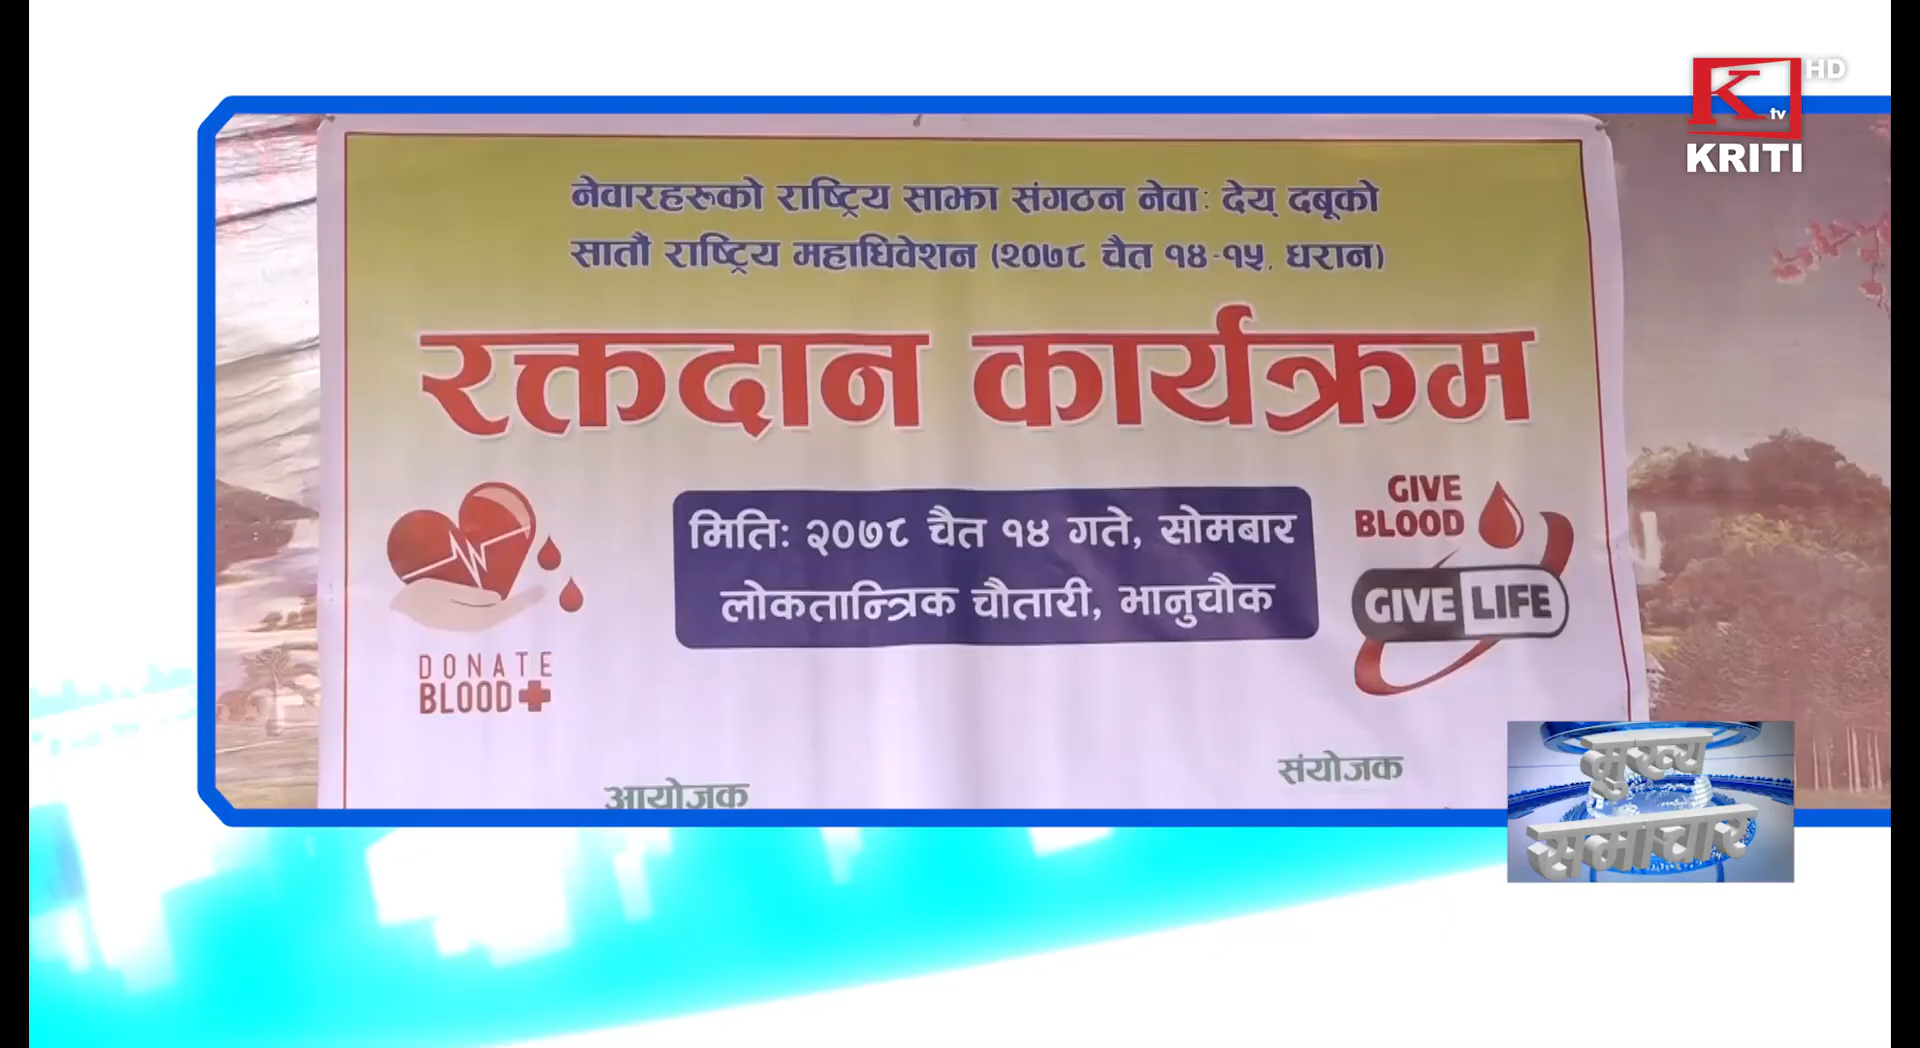 HD
K tv
KRITI
नेवारहरूको राष्ट्रिय साझा संगठन नेवाः देय् दबूको
सातौ राष्ट्रिय महाधिवेशन (२०७८ चैत १४-१५, धरान)
रक्तदान कार्यक्रम
मितिः २०७८ चैत १४ गते, सोमबार
लोकतान्त्रिक चौतारी, भानुचौक
GIVE
BLOOD
GIVE LIFE
DONATE
BLOOD
संयोजक
आयोजक
मुख्य
समाचार